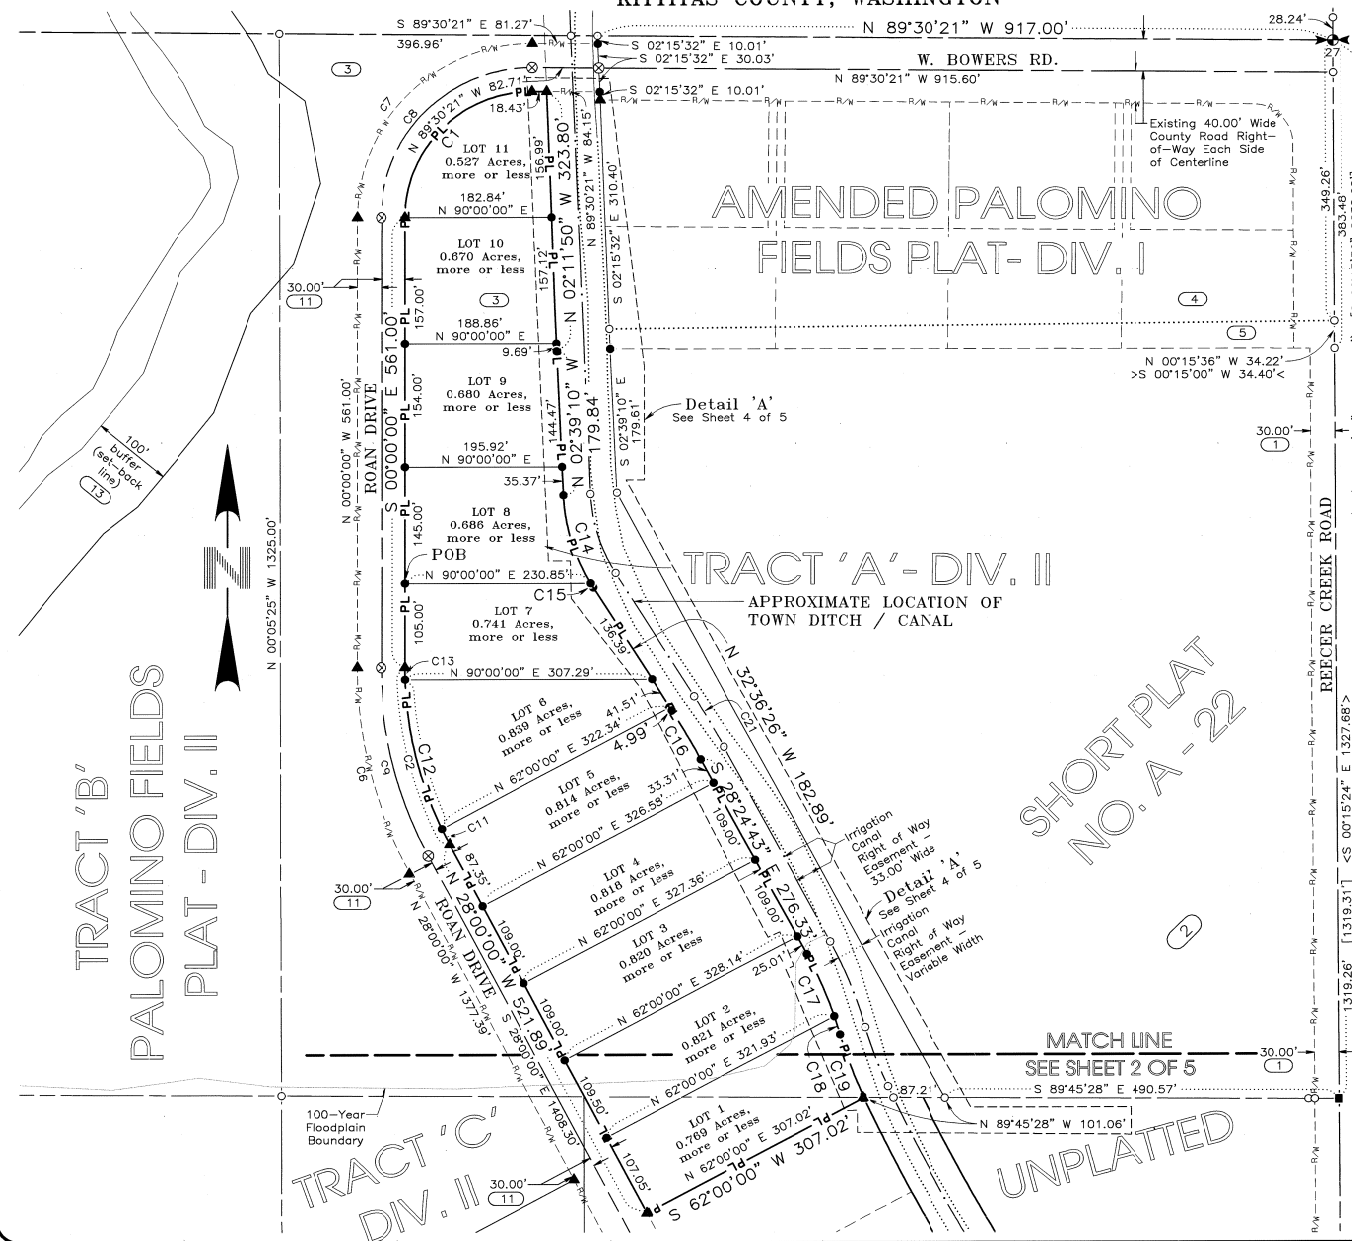 KITTITAS COUNTY, WASHINGTON
S 89°30'21" E 81.27'
396.96'
R/W
N 89°30'21" W 917.00'
28.24'
27
S 02°15'32" E 10.01'
S 02°15'32" E 30.03'
W. BOWERS RD.
N 89°30'21" W 915.60'
S 02°15'32" E 10.01'
3
C7
C8
N 89°30'21" W 82.71'
PL
18.43'
C1
Existing 40.00' Wide
County Road Right-
of-Way Each Side
of Centerline
349.26'
383.48'
LOT 11
0.527 Acres,
more or less
156.99'
N 02°11'50" W 323.80'
N 89°30'21" W 84.15'
S 02°15'32" E 310.40'
AMENDED PALOMINO
FIELDS PLAT- DIV. I
182.84'
N 90°00'00" E
LOT 10
0.670 Acres,
more or less
157.12'
30.00'
11
157.00'
3
4
5
188.86'
N 90°00'00" E
9.69'
N 00°15'36" W 34.22'
>S 00°15'00" W 34.40'<
LOT 9
0.680 Acres,
more or less
154.00'
144.47'
N 02°39'10" W
179.84'
S 02°39'10" E
179.61'
Detail 'A'
See Sheet 4 of 5
N 00°00'00" W 561.00'
ROAN DRIVE
S 00°00'00" E 561.00'
30.00'
1
100'
buffer
(set-back
line)
13
195.92'
N 90°00'00" E
35.37'
LOT 8
0.686 Acres,
more or less
145.00'
C14
N
N 00°05'25" W 1325.00'
POB
N 90°00'00" E 230.85'
C15
TRACT 'A'- DIV. II
APPROXIMATE LOCATION OF
TOWN DITCH / CANAL
REECER CREEK ROAD
LOT 7
0.741 Acres,
more or less
105.00'
136.39'
C13
N 90°00'00" E 307.29'
N 32°36'26" W 182.89'
C21
LOT 6
0.839 Acres,
more or less
41.51'
N 62°00'00" E 322.34'
4.99'
C16
C12
C2
C9
C6
SHORT PLAT
NO. A - 22
TRACT 'B'
PALOMINO FIELDS
PLAT - DIV. II
LOT 5
0.814 Acres,
more or less
33.31'
N 62°00'00" E 326.58'
S 28°24'43" E 276.33'
C11
87.35'
109.00'
Irrigation
Canal
Right of Way
Easement -
33.00' Wide
LOT 4
0.818 Acres,
more or less
N 62°00'00" E 327.36'
109.00'
30.00'
11
Detail 'A'
See Sheet 4 of 5
Irrigation
Canal
Right of Way
Easement -
Variable Width
N 28°00'00" W 521.89'
ROAN DRIVE
N 28°00'00" W 1377.39'
S 28°00'00" E 1408.30'
109.00'
LOT 3
0.820 Acres,
more or less
N 62°00'00" E 328.14'
25.01'
2
109.00'
LOT 2
0.821 Acres,
more or less
N 62°00'00" E 321.93'
C17
C18
C19
1319.26' [1319.31'] <S 00°15'24" E 1327.68'>
MATCH LINE
SEE SHEET 2 OF 5
30.00'
1
87.2
S 89°45'28" E 490.57'
109.50'
LOT 1
0.769 Acres,
more or less
N 62°00'00" E 307.02'
S 62°00'00" W 307.02'
N 89°45'28" W 101.06'
100-Year
Floodplain
Boundary
107.05'
30.00'
11
TRACT 'C'
DIV. II
UNPLATTED